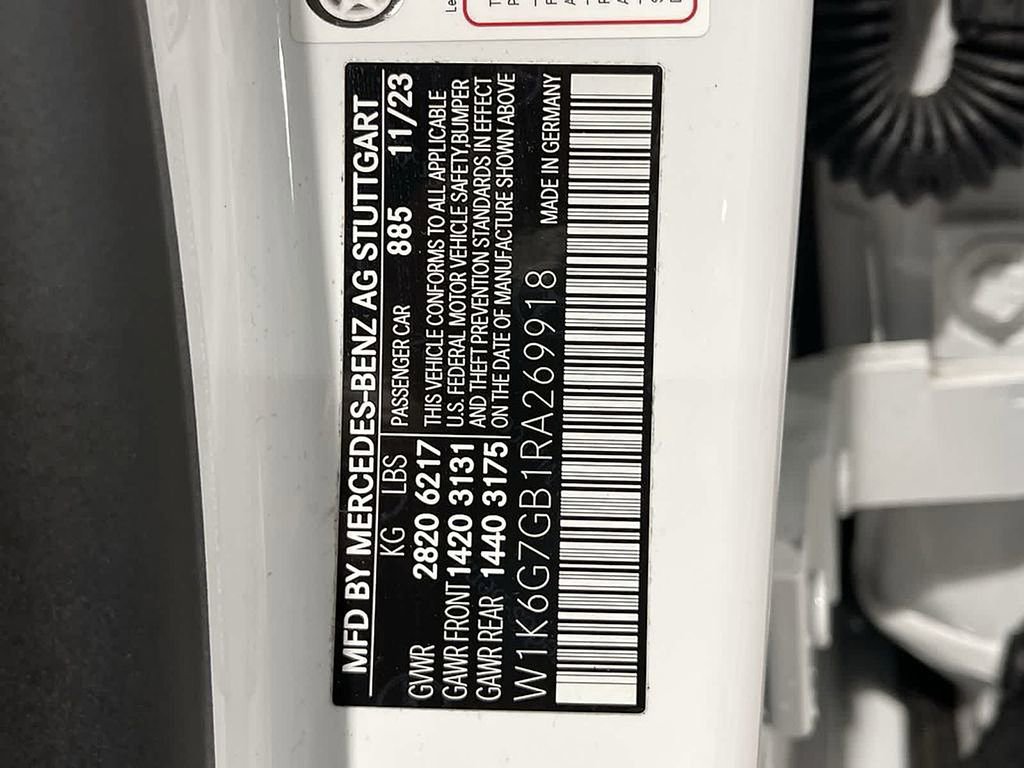 MFD BY MERCEDES-BENZ AG STUTTGART
KG LBS PASSENGER CAR 885 11/23
GVWR 2820 6217 THIS VEHICLE CONFORMS TO ALL APPLICABLE
GAWR FRONT 1420 3131 U.S. FEDERAL MOTOR VEHICLE SAFETY,BUMPER
GAWR REAR 1440 3175 AND THEFT PREVENTION STANDARDS IN EFFECT
ON THE DATE OF MANUFACTURE SHOWN ABOVE
W1K6G7GB1RA269918 MADE IN GERMANY